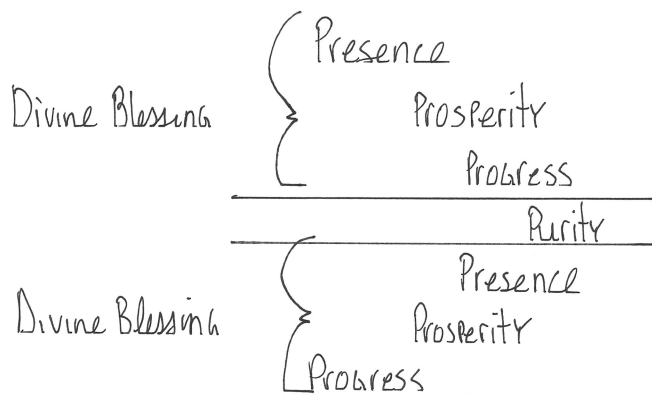 Presence
Divine Blessing Prosperity
Progress
Purity
Presence
Divine Blessing Prosperity
Progress